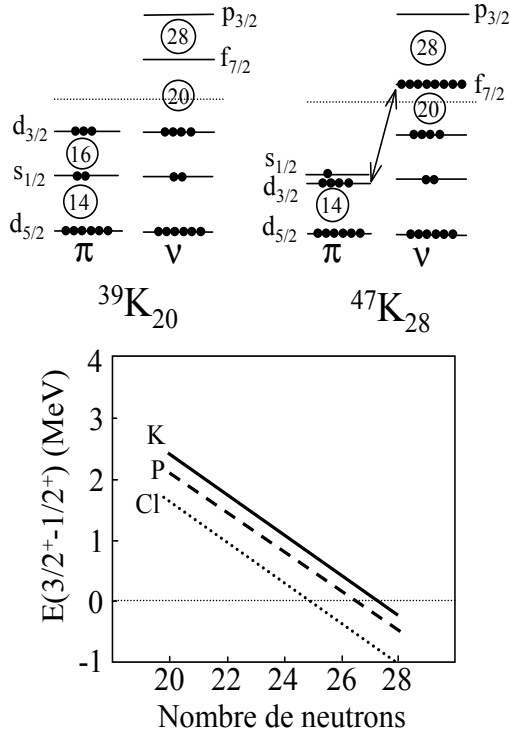 p3/2
28
f7/2
20
d3/2
16
s1/2
14
d5/2
π ν
39K20
p3/2
28
f7/2
20
s1/2
d3/2
14
d5/2
π ν
47K28
E(3/2+-1/2+) (MeV)
4
3
2
1
0
-1
K
P
Cl
20 22 24 26 28
Nombre de neutrons